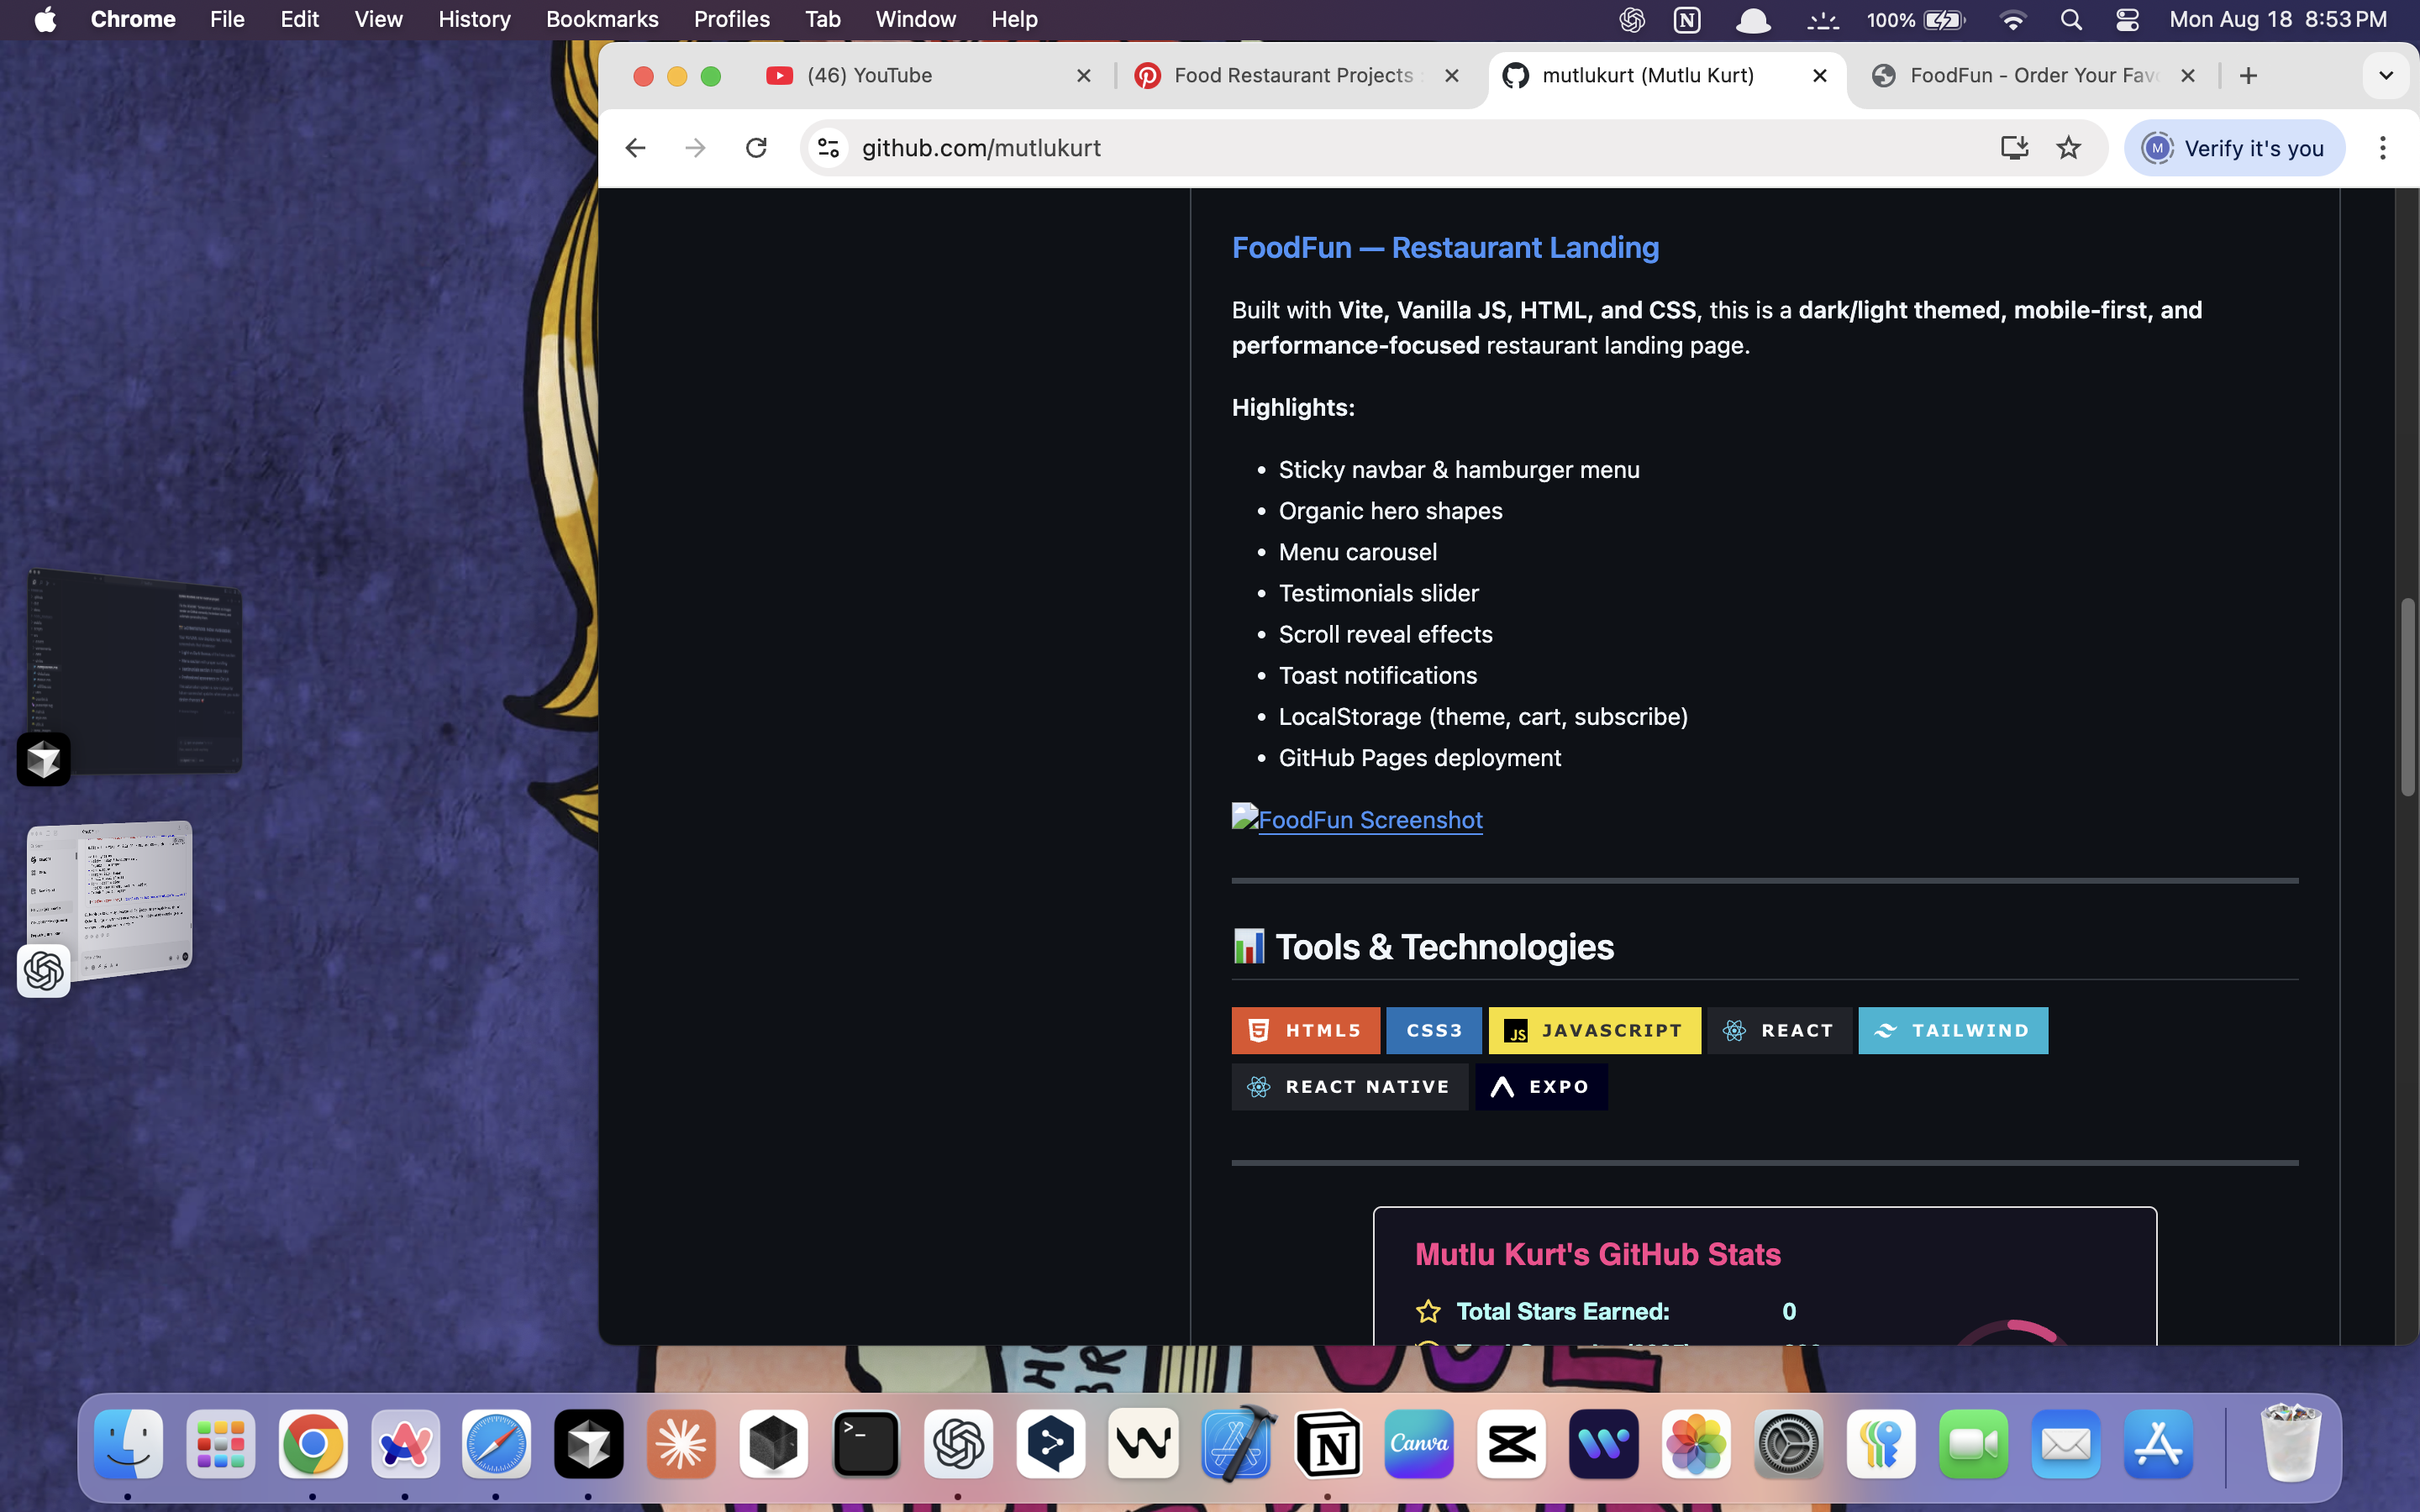 Chrome File Edit View History Bookmarks Profiles Tab Window Help 100% Mon Aug 18 8:53 PM
(46) YouTube
Food Restaurant Projects
mutlukurt (Mutlu Kurt)
FoodFun - Order Your Fav
github.com/mutlukurt
M Verify it's you
FoodFun — Restaurant Landing
Built with Vite, Vanilla JS, HTML, and CSS, this is a dark/light themed, mobile-first, and
performance-focused restaurant landing page.
Highlights:
• Sticky navbar & hamburger menu
• Organic hero shapes
• Menu carousel
• Testimonials slider
• Scroll reveal effects
• Toast notifications
• LocalStorage (theme, cart, subscribe)
• GitHub Pages deployment
FoodFun Screenshot
📊 Tools & Technologies
HTML5 CSS3 JS JAVASCRIPT REACT TAILWIND
REACT NATIVE EXPO
Mutlu Kurt's GitHub Stats
Total Stars Earned: 0
Canva